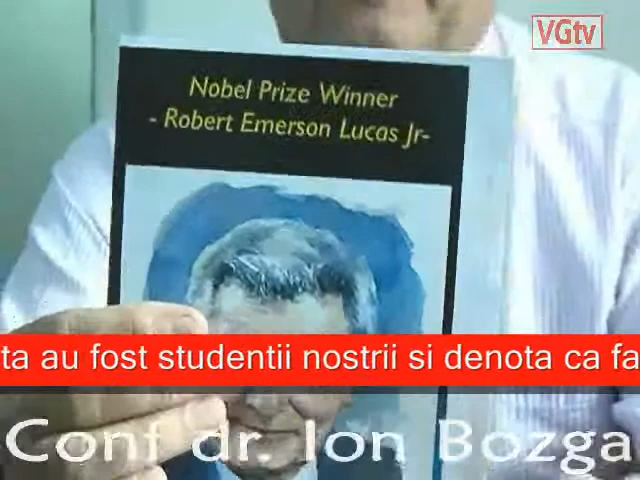 VGtv
Nobel Prize Winner
- Robert Emerson Lucas Jr-
ta au fost studentii nostrii si denota ca fa
Conf dr. Ion Bozga